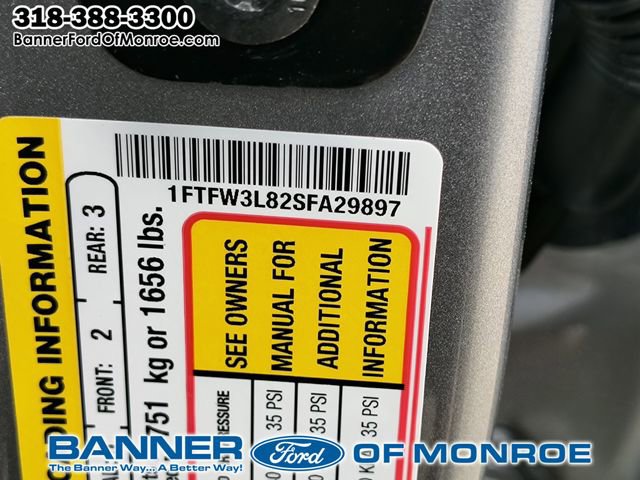 318-388-3300
BannerFordOfMonroe.com
1FTFW3L82SFA29897
DING INFORMATION
FRONT: 2 REAR: 3
751 kg or 1656 lbs.
SEE OWNERS
MANUAL FOR
ADDITIONAL
INFORMATION
PRESSURE
35 PSI
35 PSI
35 PSI
BANNER Ford OF MONROE
The Banner Way... A Better Way!